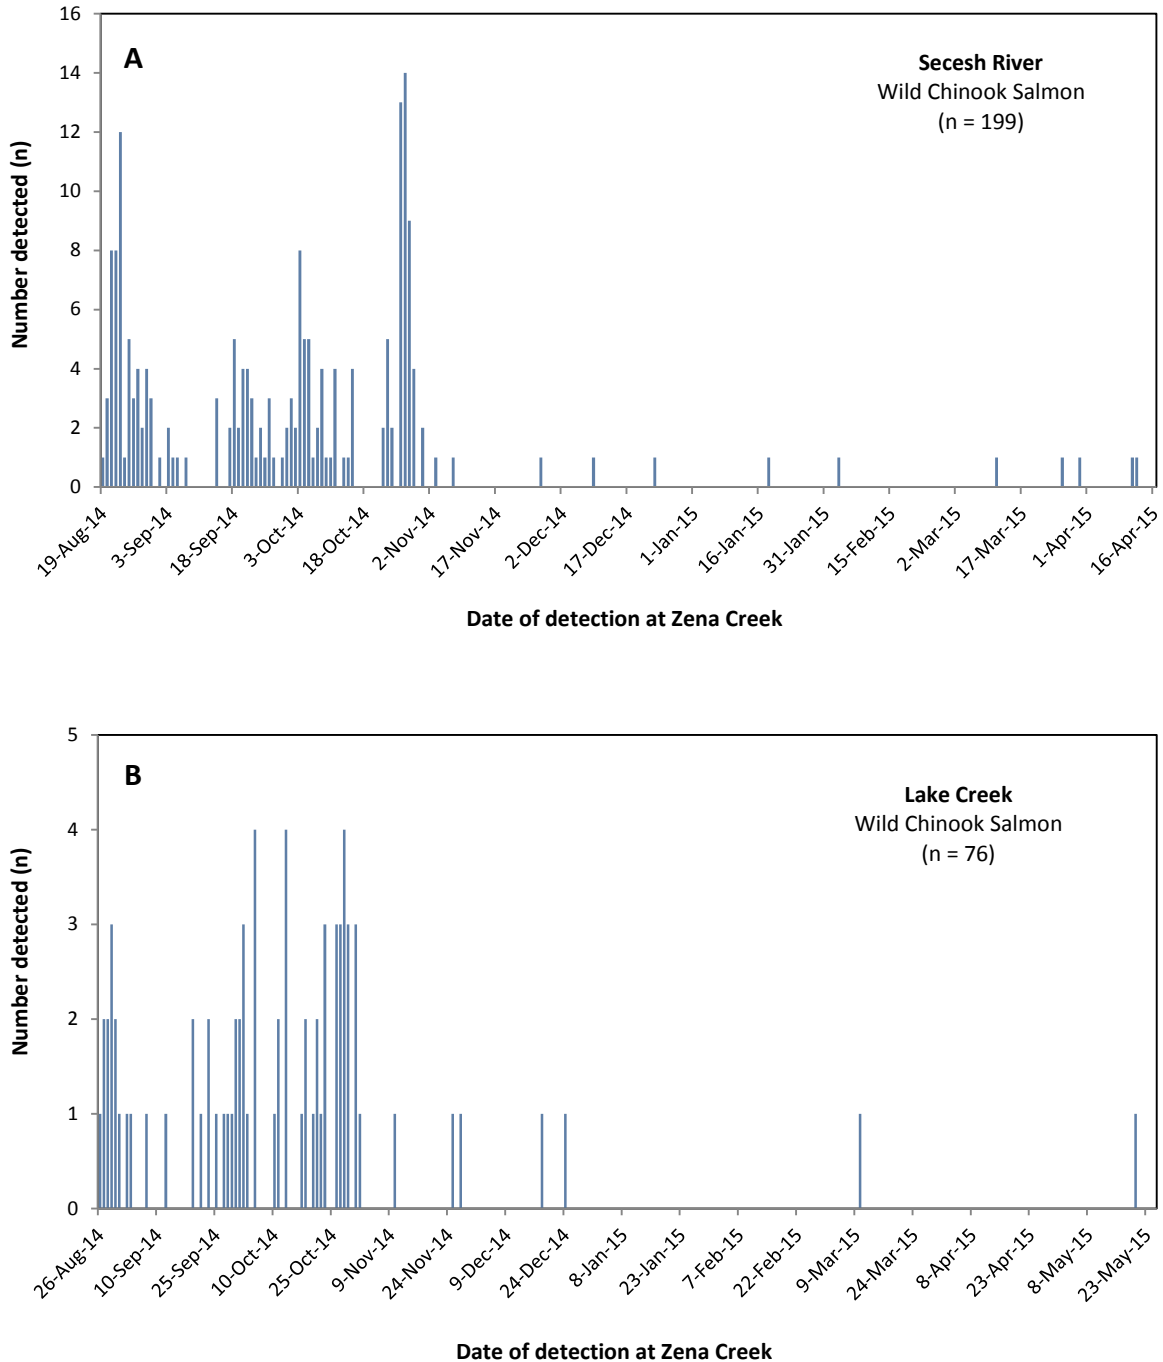 16
14
12
10
8
6
4
2
0
Number detected (n)
A
Secesh River
Wild Chinook Salmon
(n = 199)
19-Aug-14
3-Sep-14
18-Sep-14
3-Oct-14
18-Oct-14
2-Nov-14
17-Nov-14
2-Dec-14
17-Dec-14
1-Jan-15
16-Jan-15
31-Jan-15
15-Feb-15
2-Mar-15
17-Mar-15
1-Apr-15
16-Apr-15
Date of detection at Zena Creek
5
4
3
2
1
0
Number detected (n)
B
Lake Creek
Wild Chinook Salmon
(n = 76)
26-Aug-14
10-Sep-14
25-Sep-14
10-Oct-14
25-Oct-14
9-Nov-14
24-Nov-14
9-Dec-14
24-Dec-14
8-Jan-15
23-Jan-15
7-Feb-15
22-Feb-15
9-Mar-15
24-Mar-15
8-Apr-15
23-Apr-15
8-May-15
23-May-15
Date of detection at Zena Creek